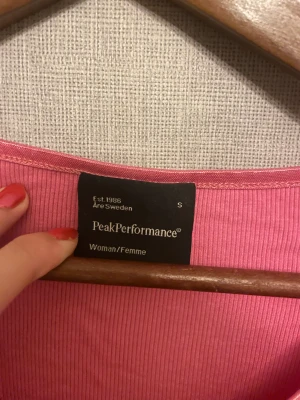 Est.1986 S
Åre Sweden
PeakPerformance®
Woman/Femme